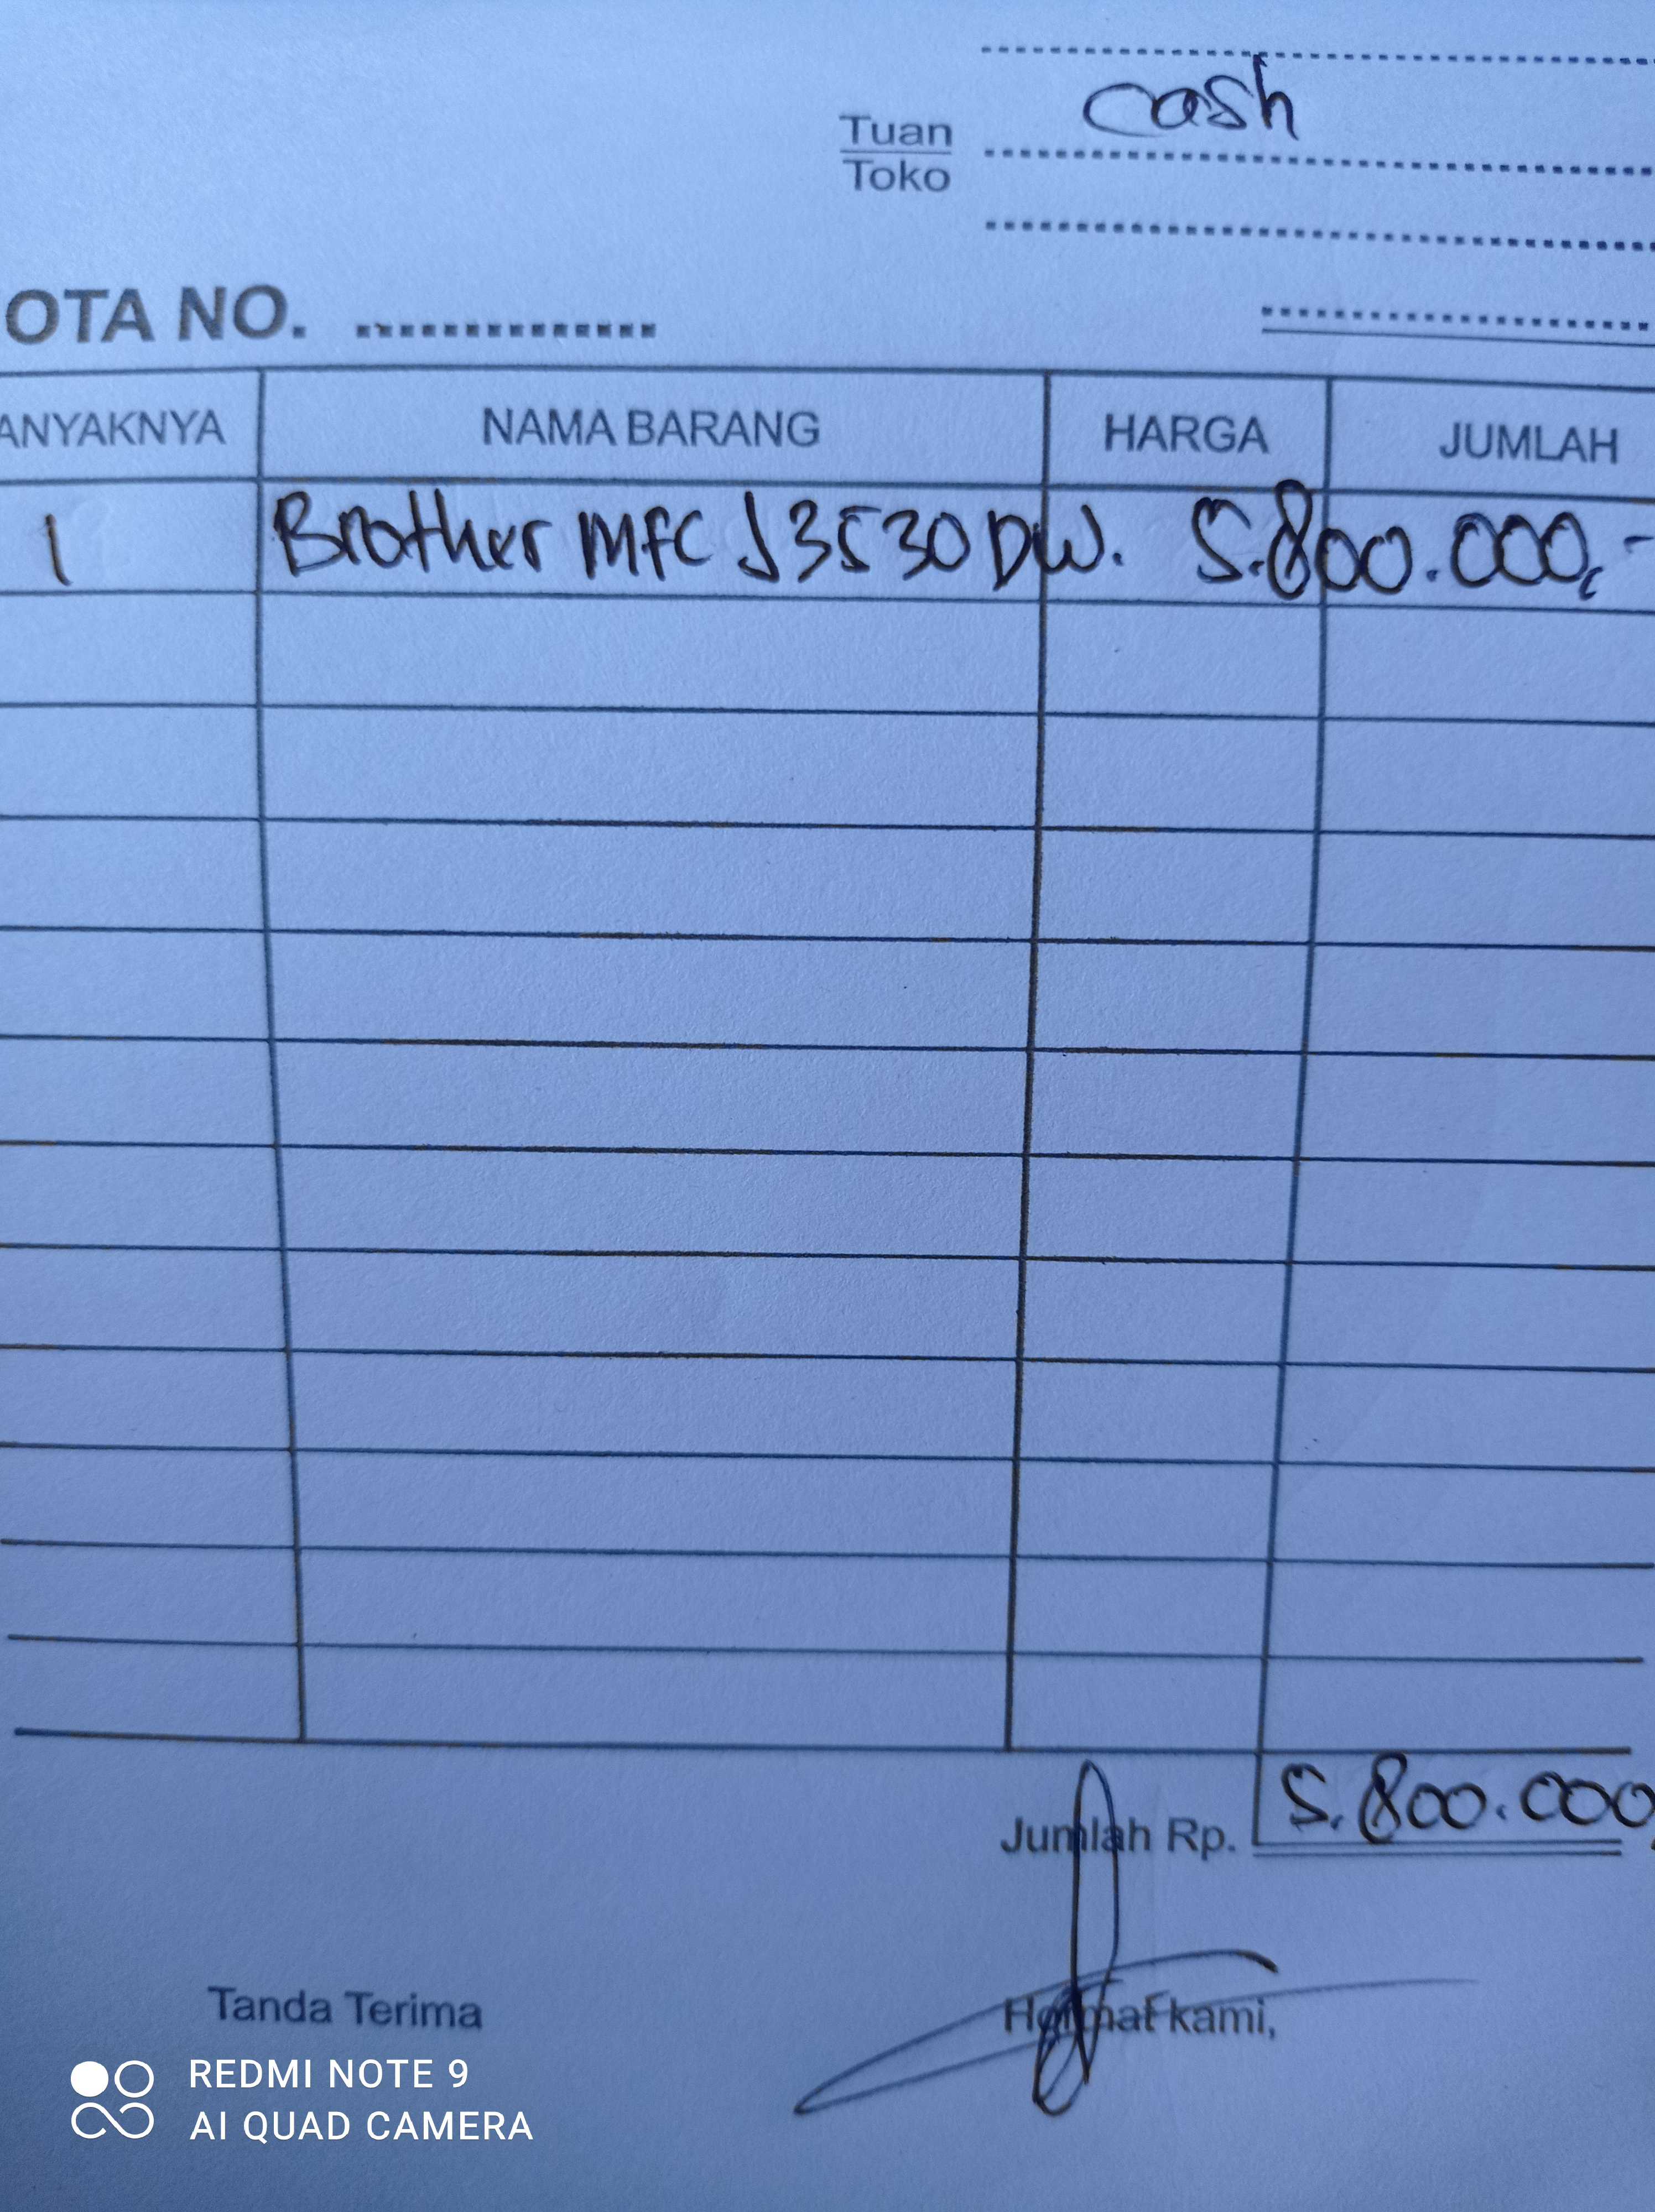 cash
Tuan
Toko
OTA NO. ..............
ANYAKNYA NAMA BARANG HARGA JUMLAH
1 Brother MFC J3530DW. 5.800.000,-
Jumlah Rp. 5.800.000,
Tanda Terima Hormat kami,
REDMI NOTE 9
AI QUAD CAMERA